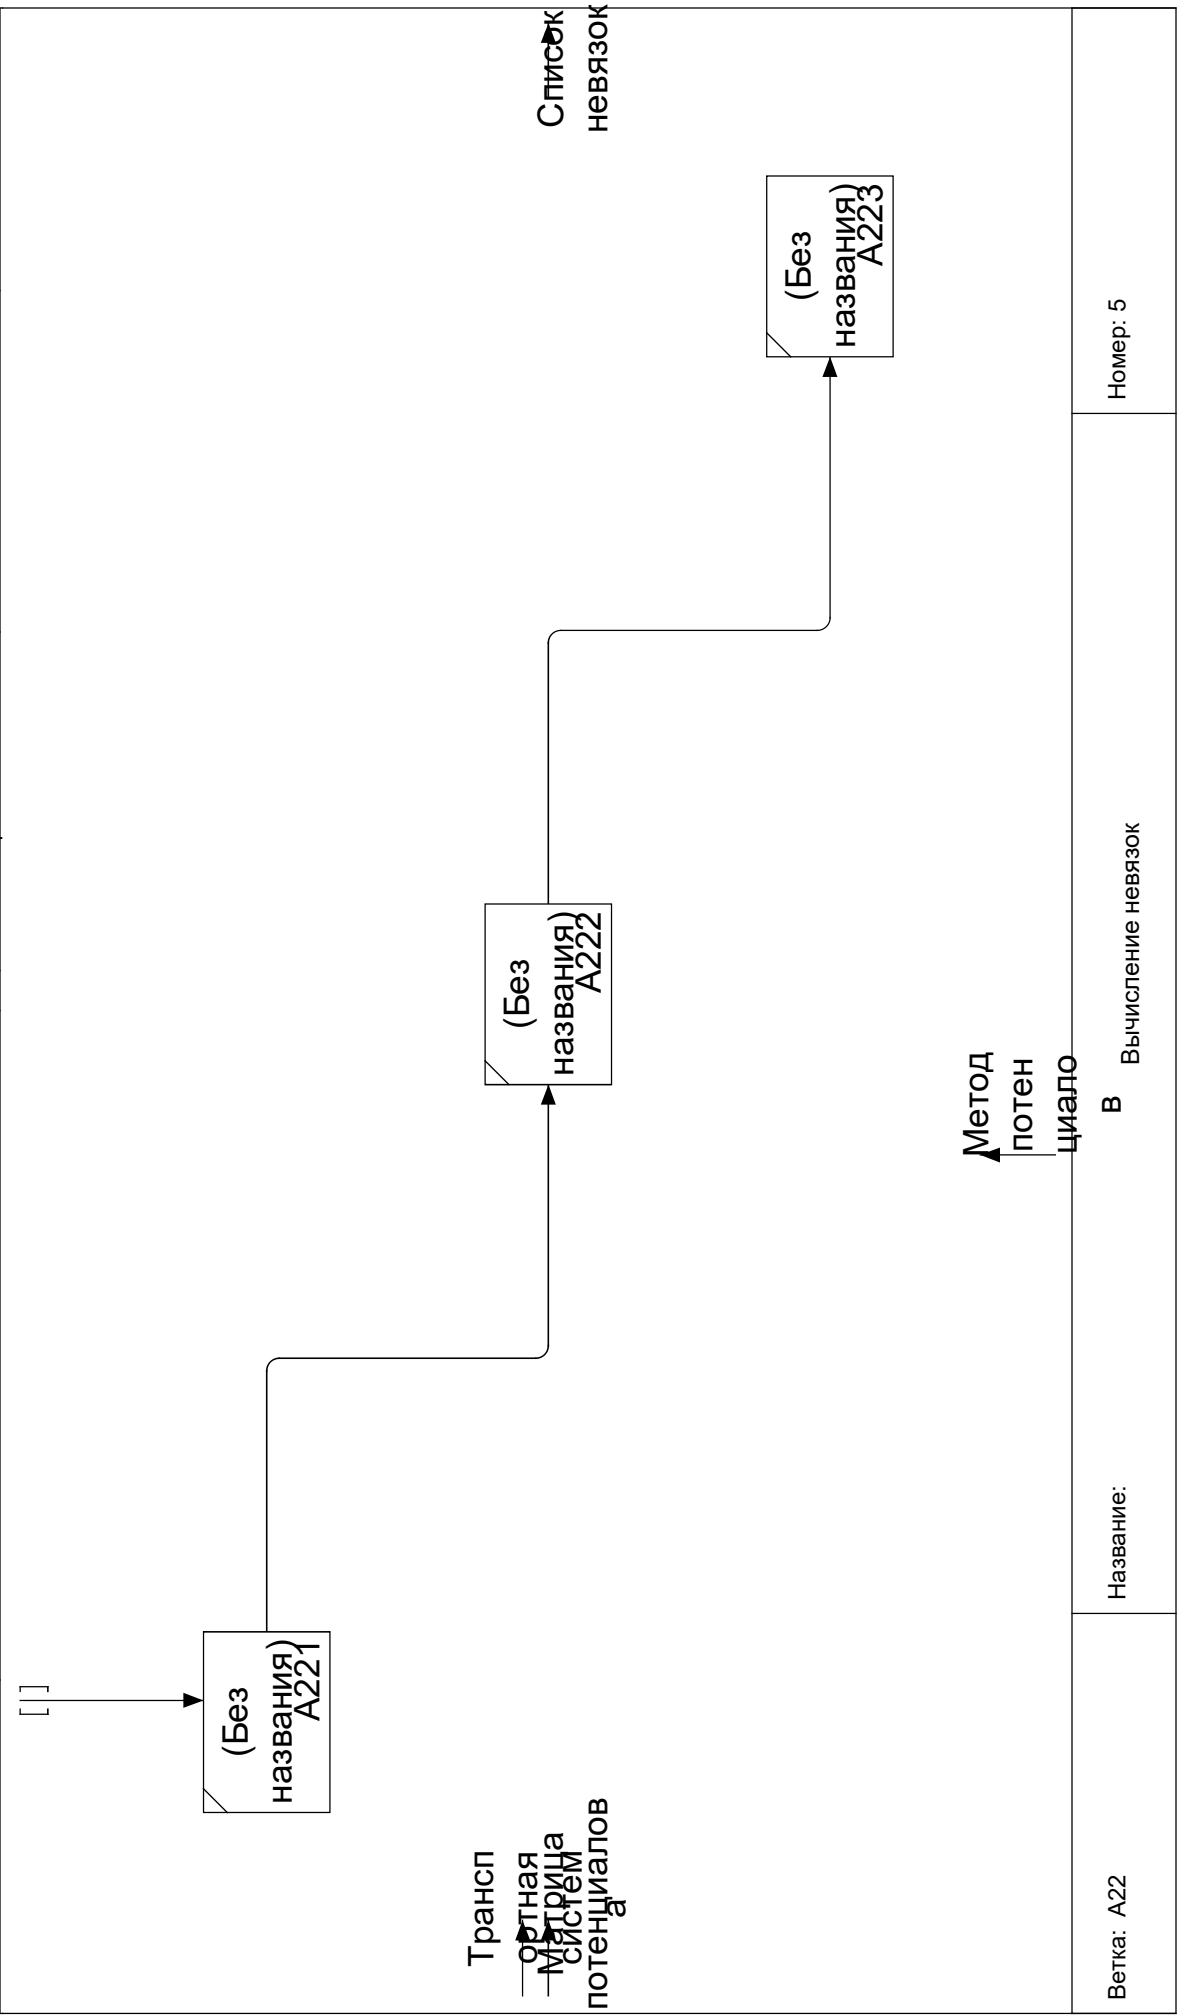 Список
невязок
(Без
названия)
A221
(Без
названия)
A222
(Без
названия)
A223
Трансп
ортная
систем
а
Матрица
потенциалов
Метод
потен
циало
в
Ветка: A22
Название:
Вычисление невязок
Номер: 5